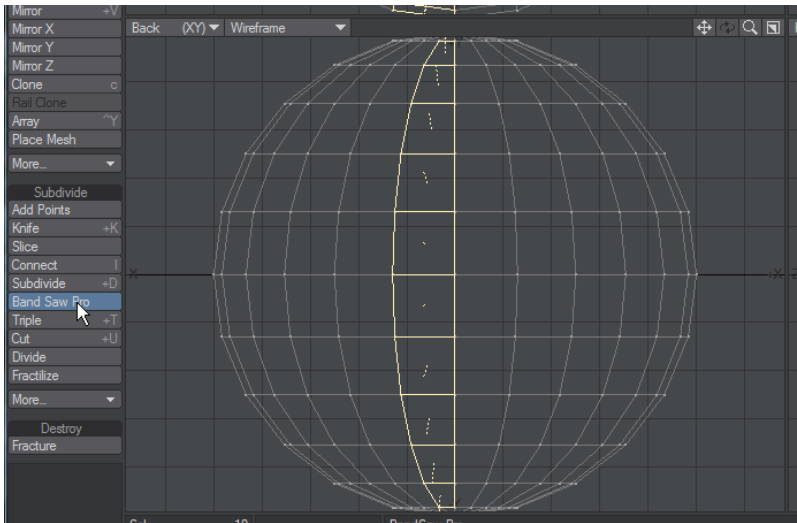 Mirror +V
Mirror X
Mirror Y
Mirror Z
Clone c
Rail Clone
Array ^Y
Place Mesh
More...
Subdivide
Add Points
Knife +K
Slice
Connect l
Subdivide +D
Band Saw Pro
Triple +T
Cut +U
Divide
Fractilize
More...
Destroy
Fracture
Back (XY) Wireframe
X +X
Y